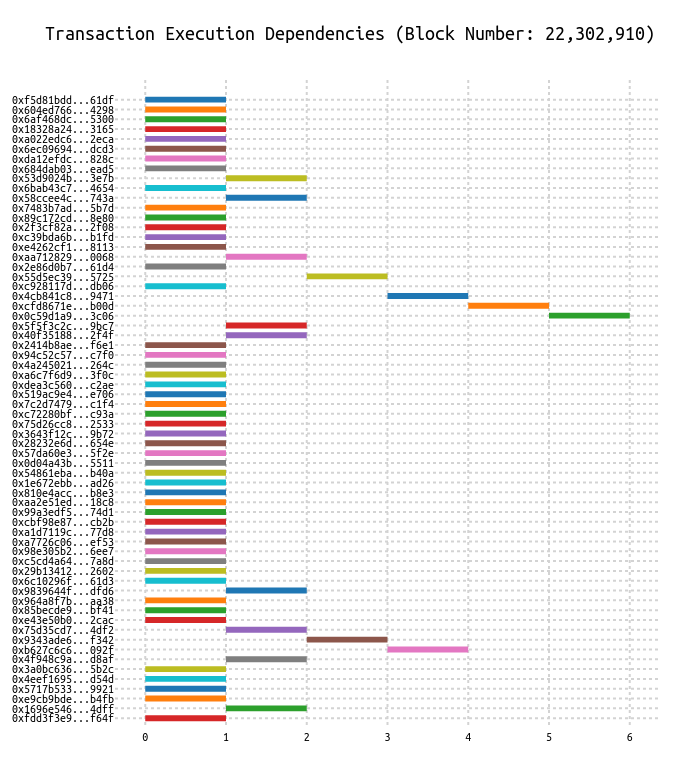 Transaction Execution Dependencies (Block Number: 22,302,910)
0xf5d81bdd...61df
0x604ed766...4298
0x6af468dc...5300
0x18328a24...3165
0xa022edc6...2eca
0x6ec09694...dcd3
0xda12efdc...828c
0x684dab03...ead5
0x53d9024b...3e7b
0x6bab43c7...4654
0x58ccee4c...743a
0x7483b7ad...5b7d
0x89c172cd...8e80
0x2f3cf82a...2f08
0xc39bda6b...b1fd
0xe4262cf1...8113
0xaa712829...0068
0x2e86d0b7...61d4
0x55d5ec39...5725
0xc928117d...db06
0x4cb841c8...9471
0xcfd8671e...b00d
0x0c59d1a9...3c06
0x5f5f3c2c...9bc7
0x40f35188...2f4f
0x2414b8ae...f6e1
0x94c52c57...c7f0
0x4a245021...264c
0xa6c7f6d9...3f0c
0xdea3c560...c2ae
0x519ac9e4...e706
0x7c2d7479...c1f4
0xc72280bf...c93a
0x75d26cc8...2533
0x3643f12c...9b72
0x28232e6d...654e
0x57da60e3...5f2e
0x0d04a43b...5511
0x54861eba...b40a
0x1e672ebb...ad26
0x810e4acc...b8e3
0xaa2e51ed...18c8
0x99a3edf5...74d1
0xcbf98e87...cb2b
0xa1d7119c...77d8
0xa7726c06...ef53
0x98e305b2...6ee7
0xc5cd4a64...7a8d
0x29b13412...2602
0x6c10296f...61d3
0x9839644f...dfd6
0x964a8f7b...aa38
0x85becde9...bf41
0xe43e50b0...2cac
0x75d35cd7...4df2
0x9343ade6...f342
0xb627c6c6...092f
0x4f948c9a...d8af
0x3a0bc636...5b2c
0x4eef1695...d54d
0x5717b533...9921
0xe9cb9bde...b4fb
0x1696e546...4dff
0xfdd3f3e9...f64f
0 1 2 3 4 5 6